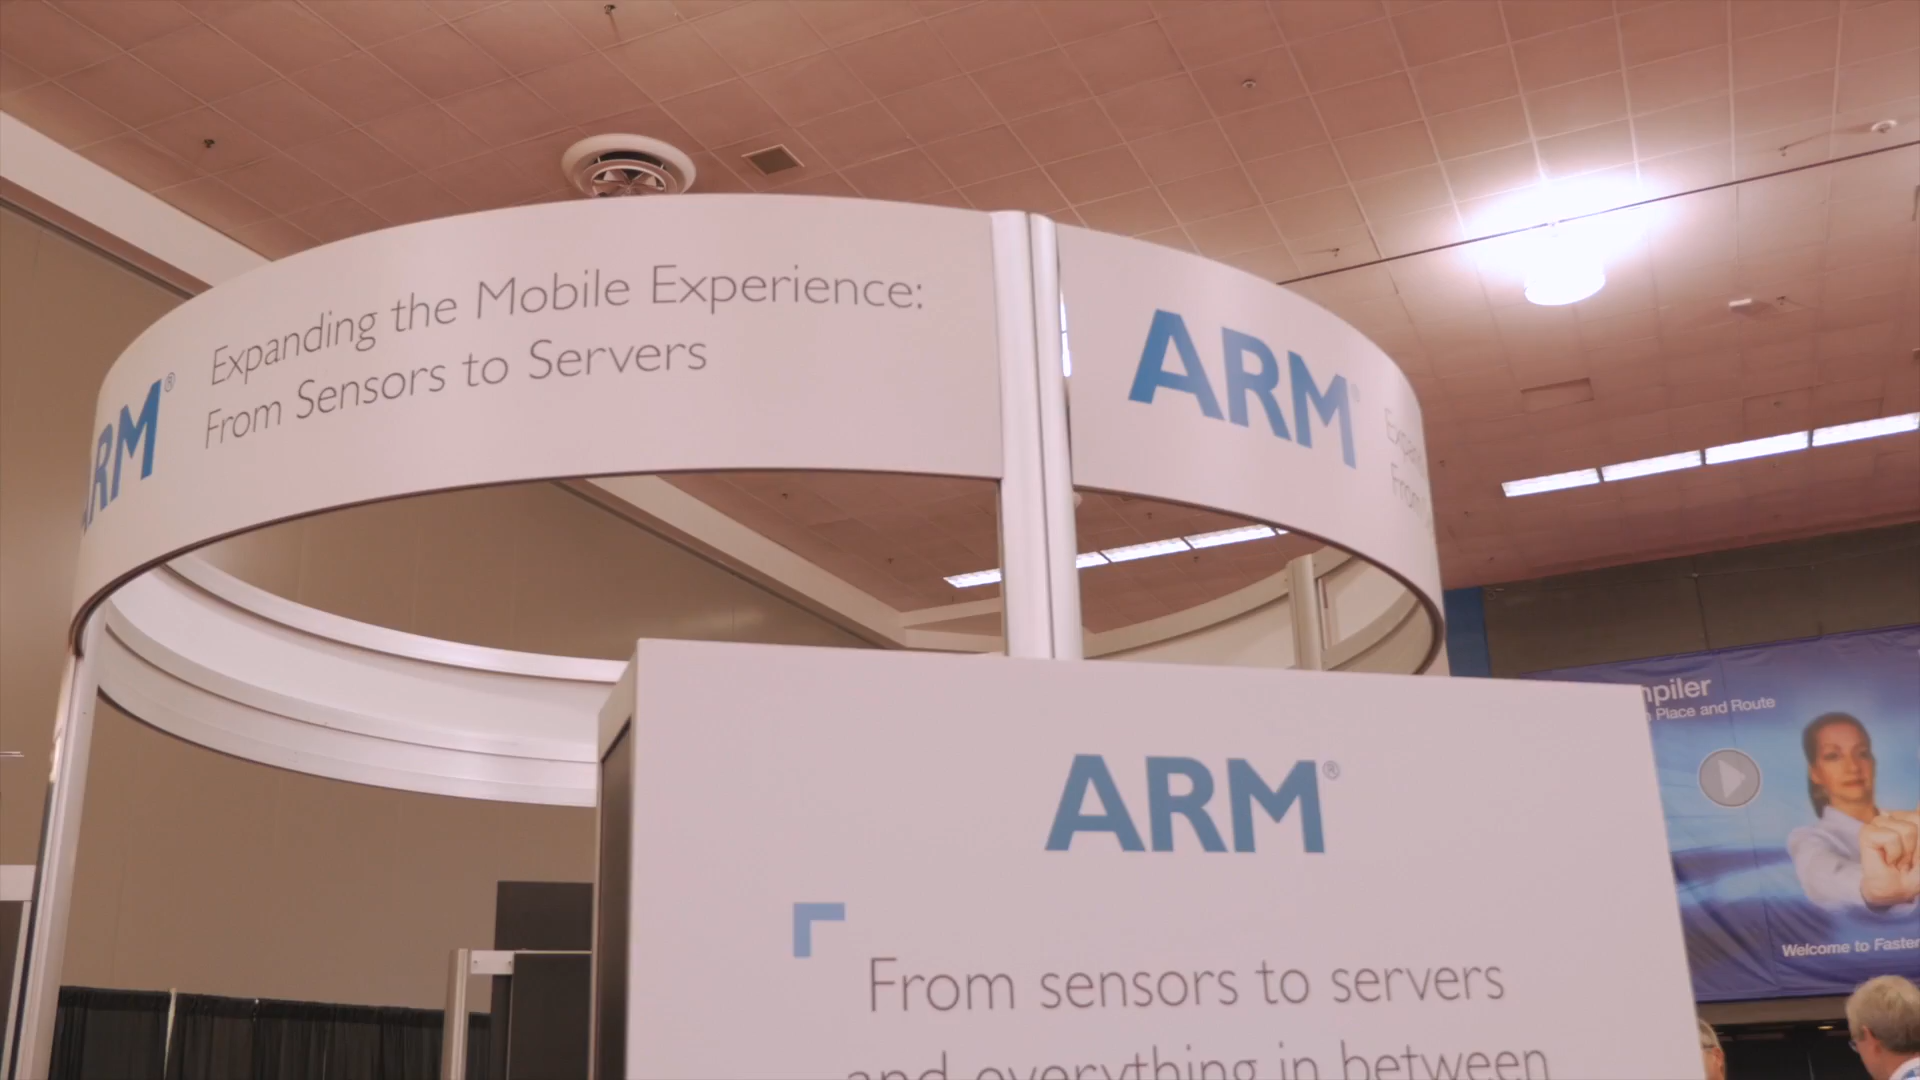 ARM®
Expanding the Mobile Experience:
From Sensors to Servers
ARM®
From
ARM®
From sensors to servers
and everything in between
Place and Route
Welcome to Faster